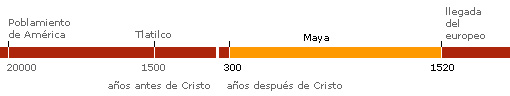 Poblamiento
de América
Tlatilco
Maya
llegada
del
europeo
20000
1500
300
1520
años antes de Cristo
años después de Cristo